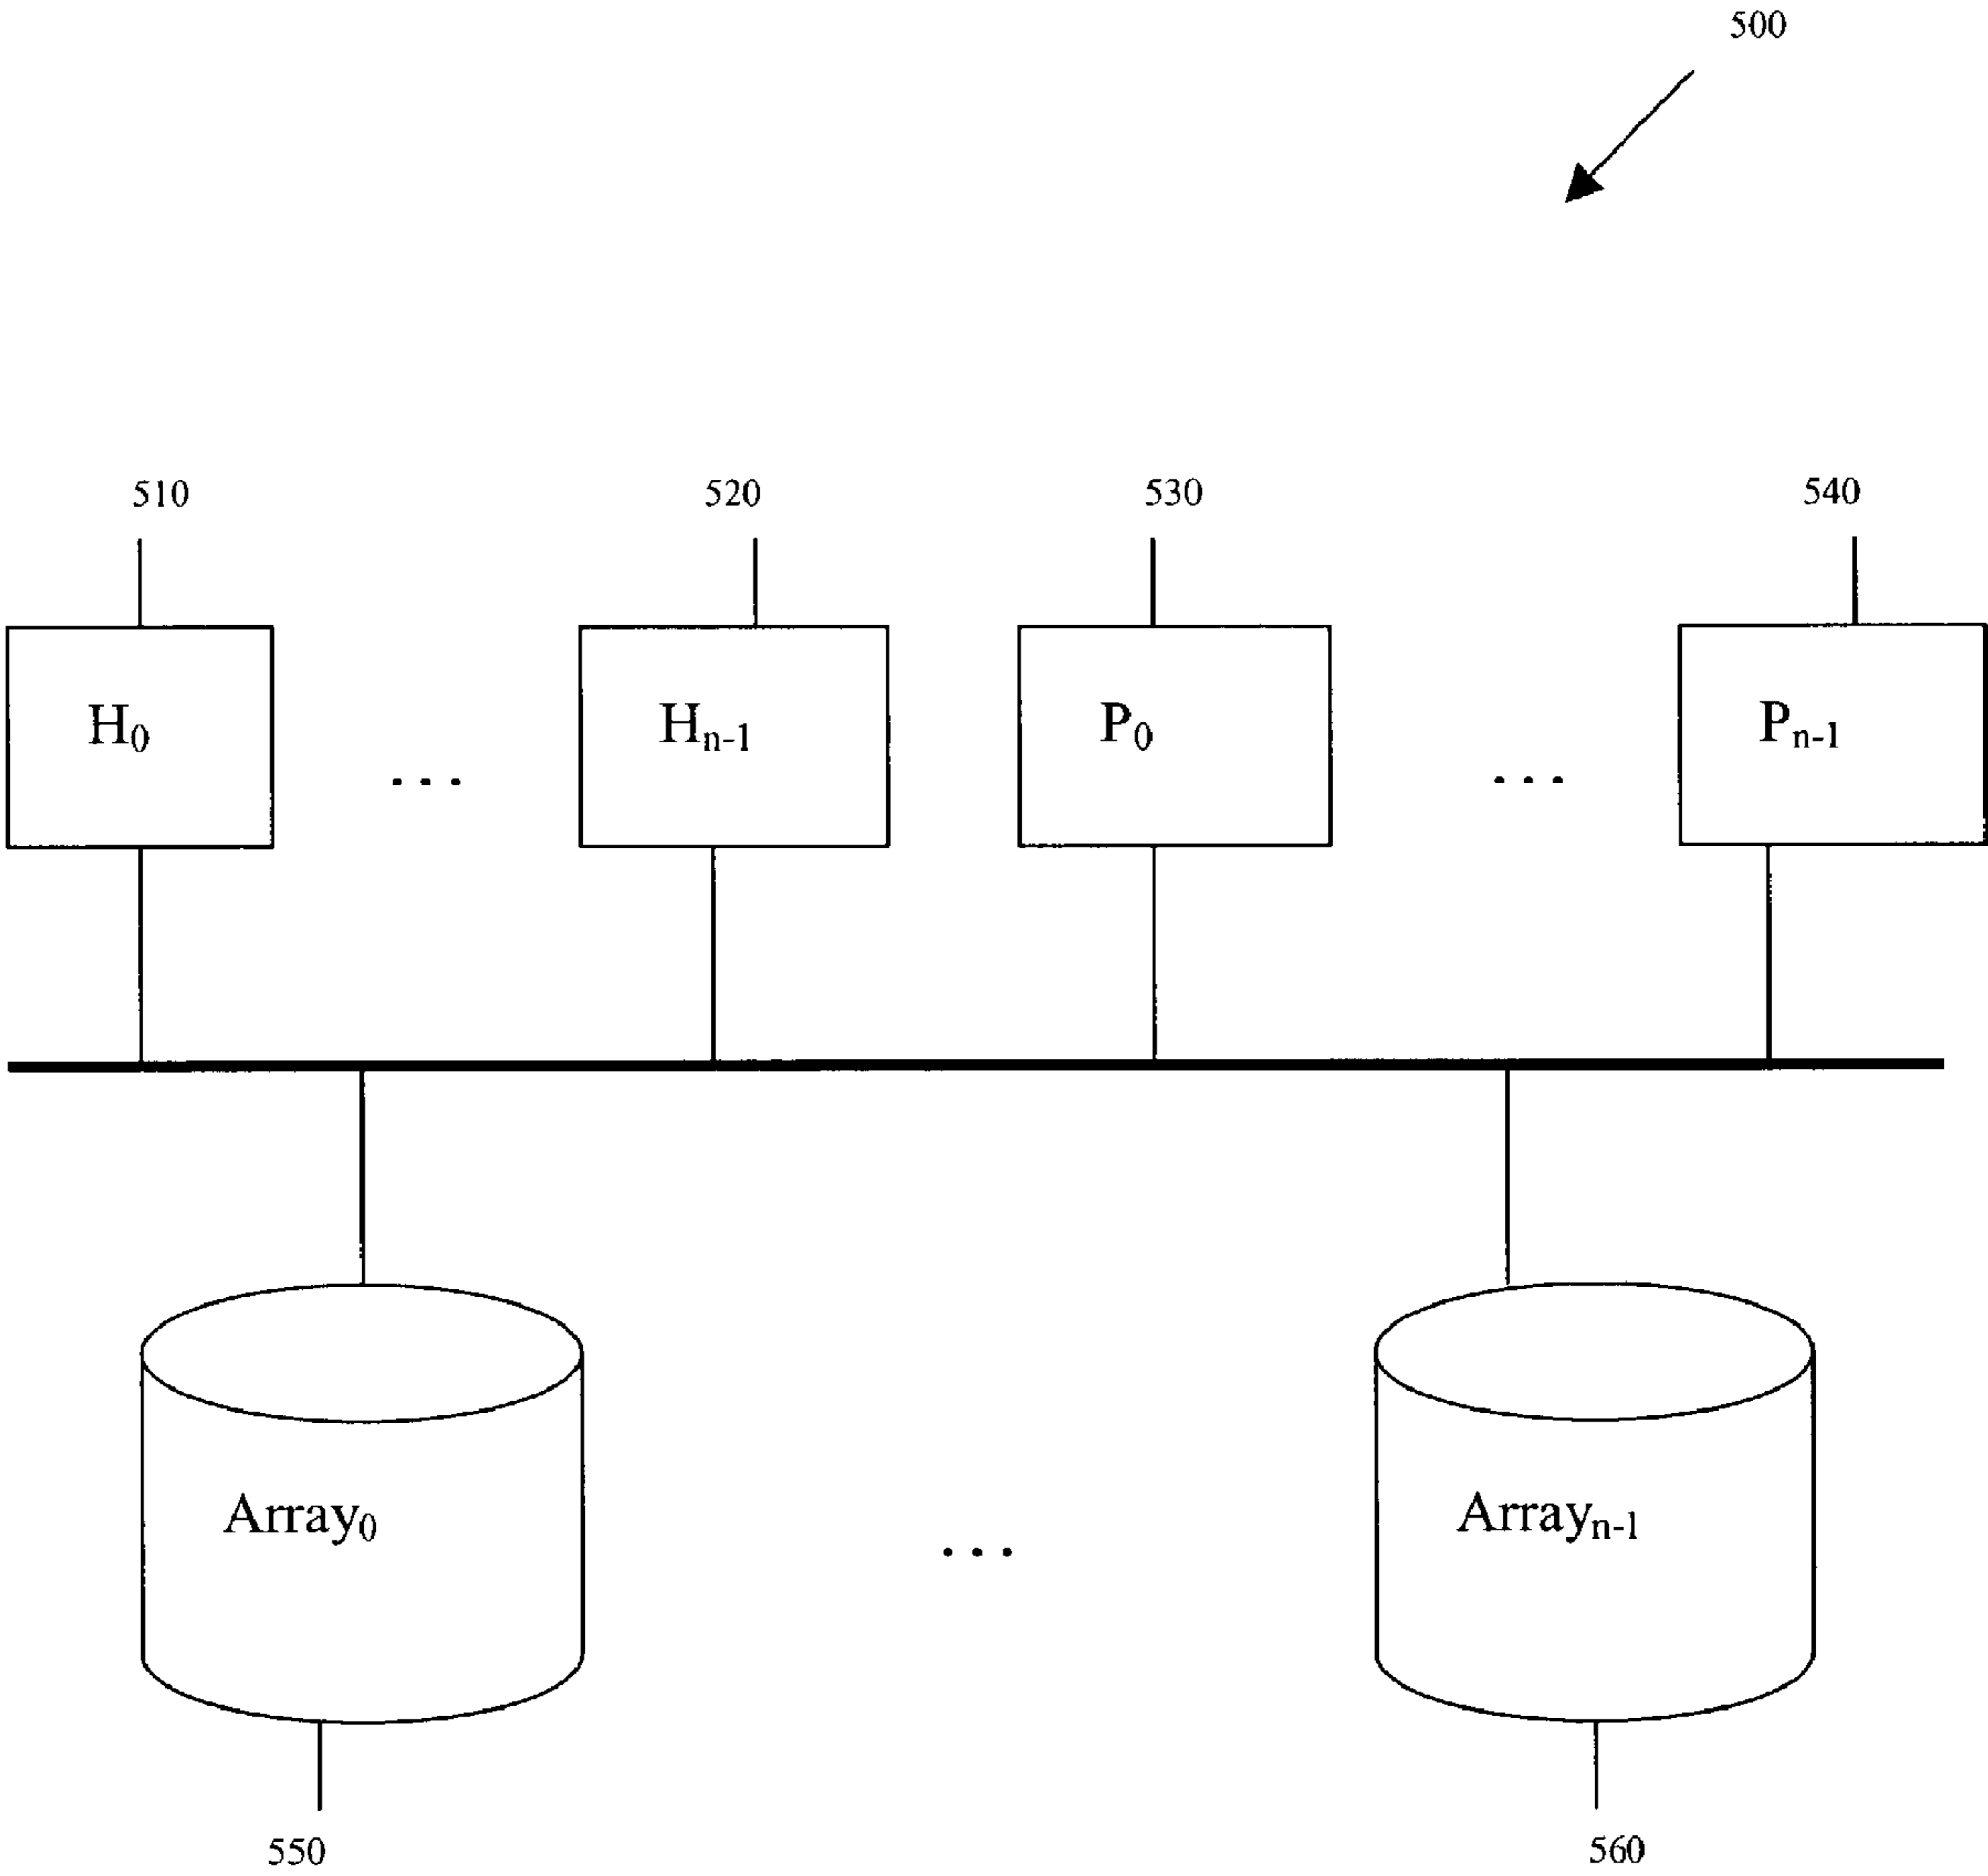 500
510 520 530 540
H₀ ... Hₙ₋₁ P₀ ... Pₙ₋₁
Array₀ ... Arrayₙ₋₁
550 560